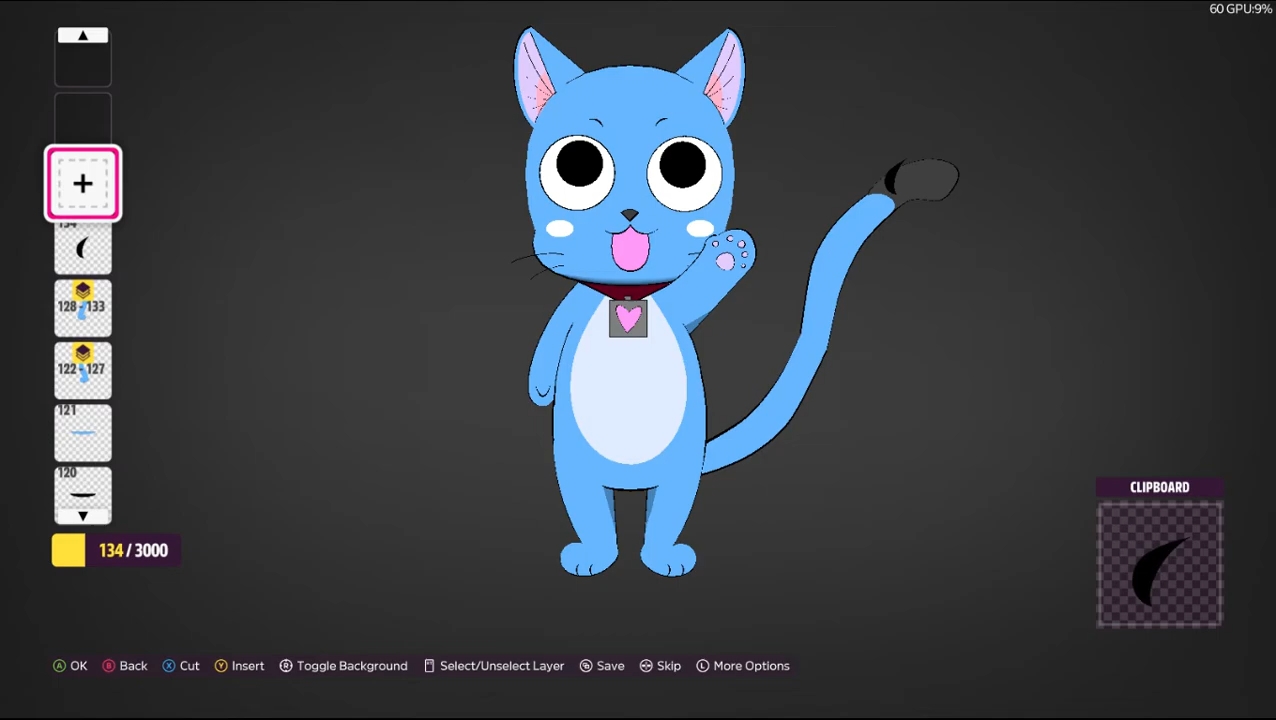 60 GPU:9%
134
128 - 133
122 - 127
121
120
134 / 3000
CLIPBOARD
A OK B Back X Cut Y Insert R Toggle Background Select/Unselect Layer Save Skip L More Options